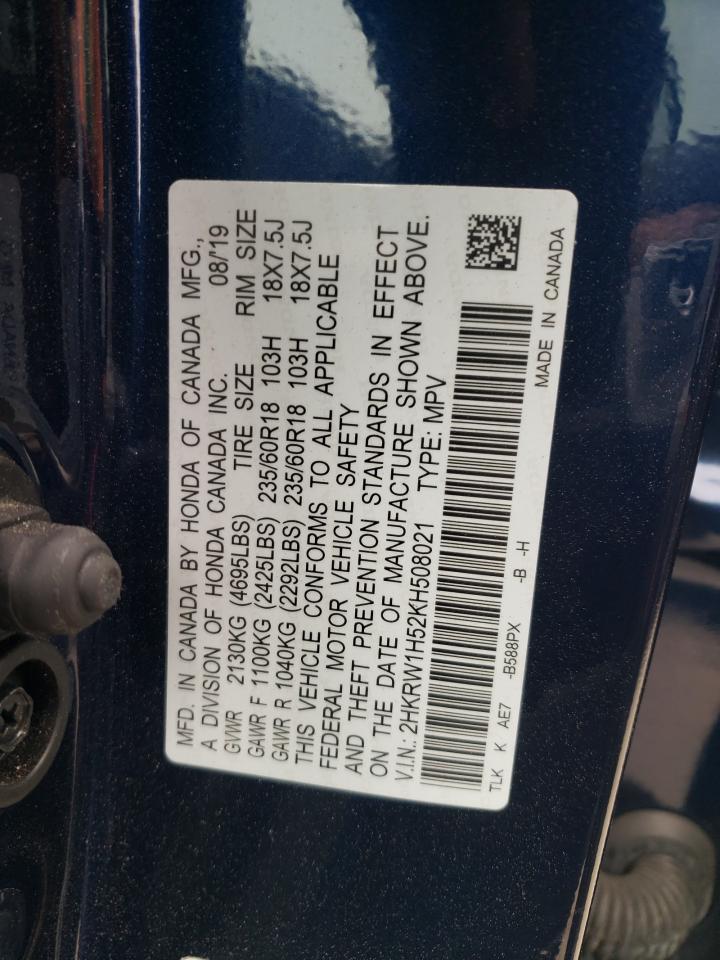 MFD. IN CANADA BY HONDA OF CANADA MFG.,
A DIVISION OF HONDA CANADA INC. 08/'19
GVWR 2130KG (4695LBS) TIRE SIZE RIM SIZE
GAWR F 1100KG (2425LBS) 235/60R18 103H 18X7.5J
GAWR R 1040KG (2292LBS) 235/60R18 103H 18X7.5J
THIS VEHICLE CONFORMS TO ALL APPLICABLE
FEDERAL MOTOR VEHICLE SAFETY
AND THEFT PREVENTION STANDARDS IN EFFECT
ON THE DATE OF MANUFACTURE SHOWN ABOVE.
V.I.N.: 2HKRW1H52KH508021 TYPE: MPV
TLK K AE7 -B588PX -B -H MADE IN CANADA